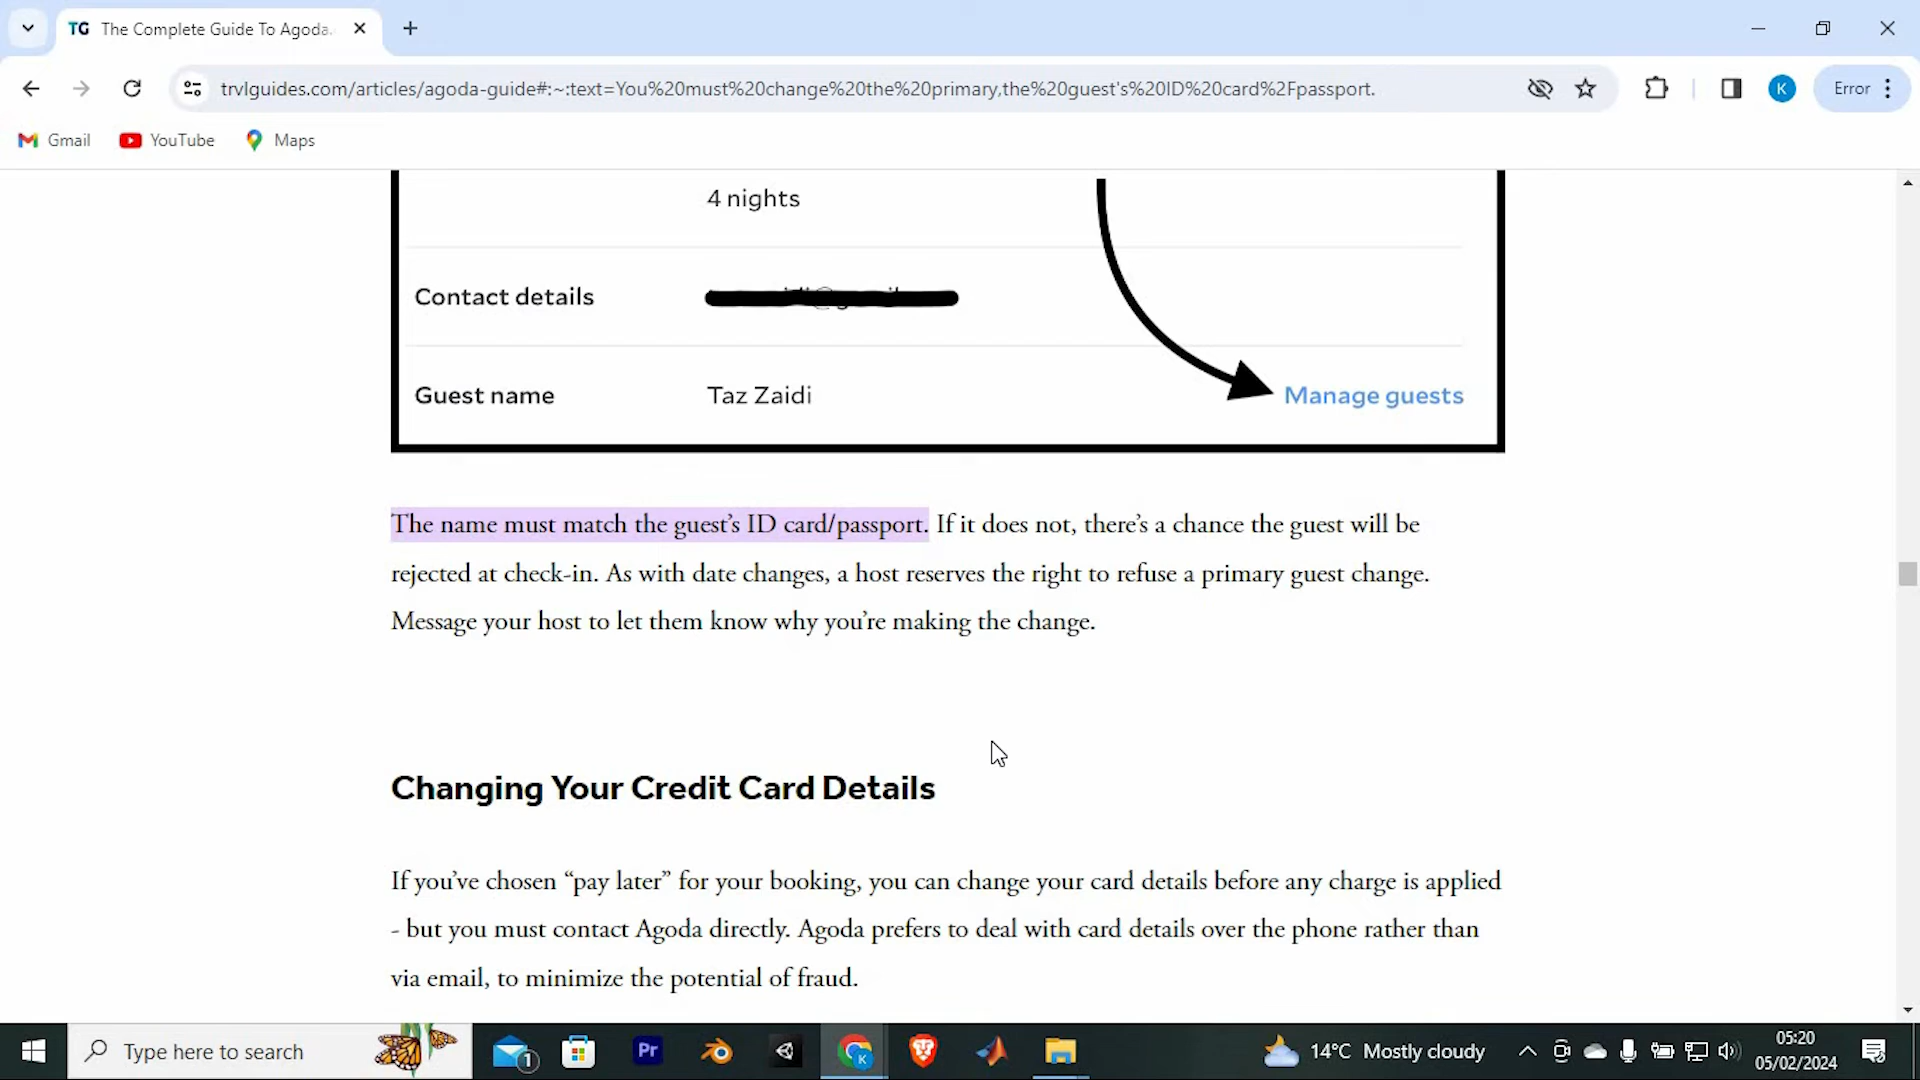 TG The Complete Guide To Agoda.
trvlguides.com/articles/agoda-guide#:~:text=You%20must%20change%20the%20primary,the%20guest's%20ID%20card%2Fpassport.
K
Error
Gmail
YouTube
Maps
4 nights
Contact details
Guest name
Taz Zaidi
Manage guests
The name must match the guest’s ID card/passport. If it does not, there’s a chance the guest will be
rejected at check-in. As with date changes, a host reserves the right to refuse a primary guest change.
Message your host to let them know why you’re making the change.
Changing Your Credit Card Details
If you’ve chosen “pay later” for your booking, you can change your card details before any charge is applied
- but you must contact Agoda directly. Agoda prefers to deal with card details over the phone rather than
via email, to minimize the potential of fraud.
Type here to search
1
Pr
K
14°C Mostly cloudy
05:20
05/02/2024